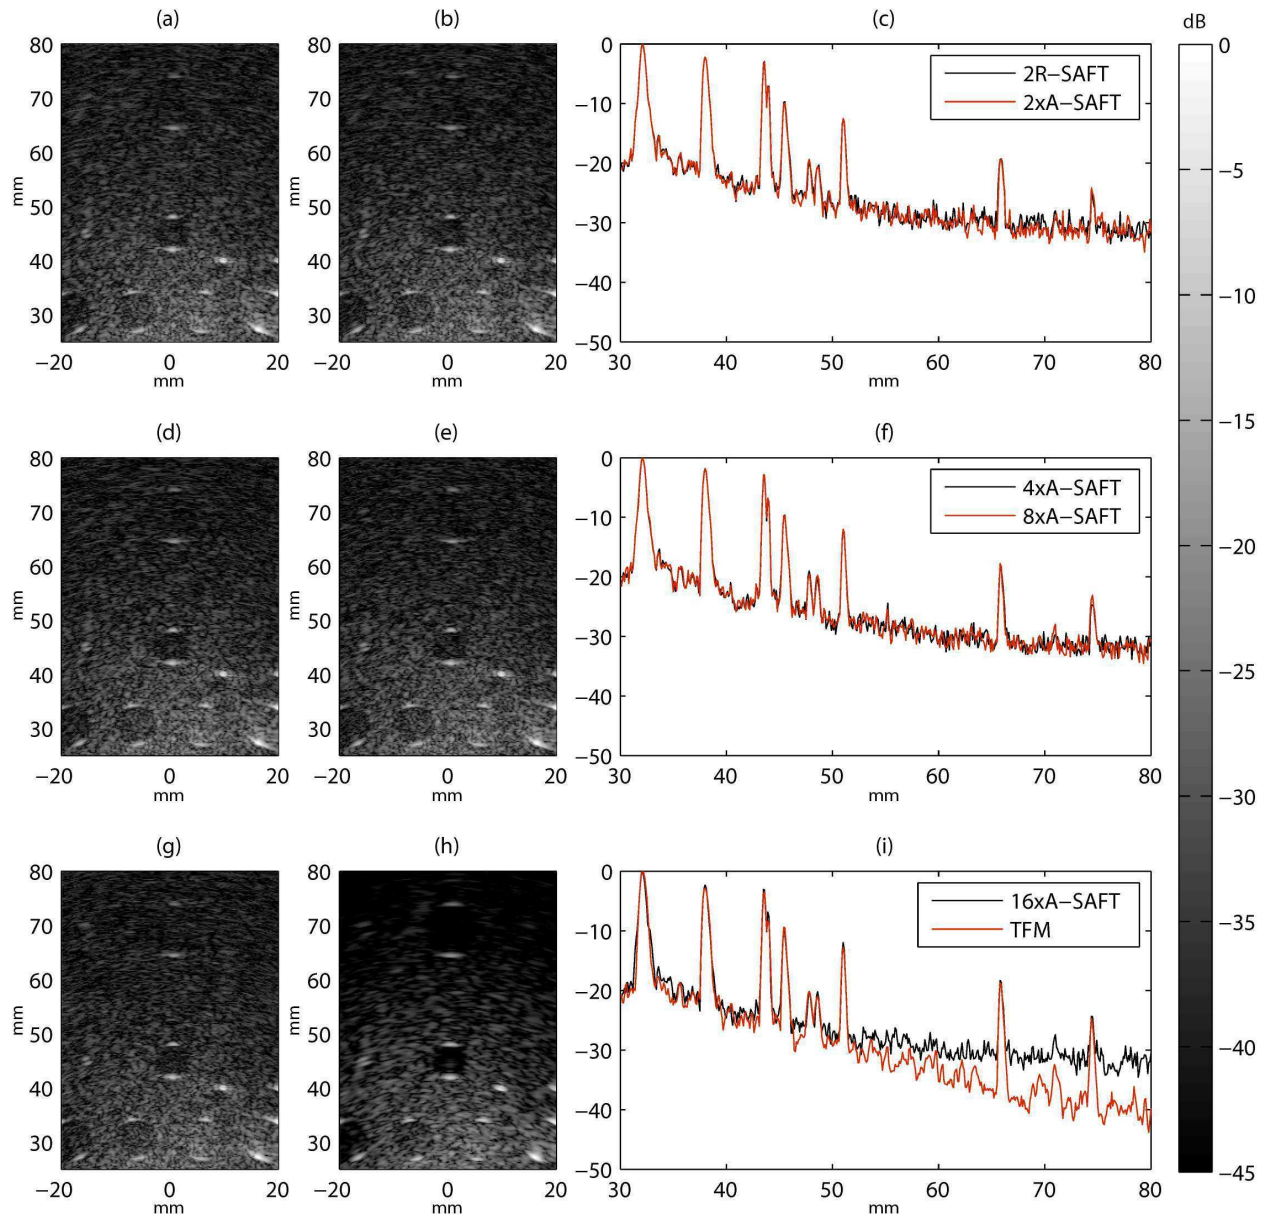 (a) (b) (c) dB
80 80 0 0
2R−SAFT
2xA−SAFT
70 70 −10
60 60 −20 −5
mm mm
50 50 −30
40 40 −40 −10
30 30 −50
−20 0 20 −20 0 20 30 40 50 60 70 80
mm mm mm
(d) (e) (f) −15
80 80 0
4xA−SAFT
8xA−SAFT
70 70 −10
60 60 −20 −20
mm mm
50 50 −30
40 40 −40 −25
30 30 −50
−20 0 20 −20 0 20 30 40 50 60 70 80
mm mm mm −30
(g) (h) (i)
80 80 0
16xA−SAFT
TFM
70 70 −10 −35
60 60 −20
mm mm
50 50 −30 −40
40 40 −40
30 30 −50 −45
−20 0 20 −20 0 20 30 40 50 60 70 80
mm mm mm